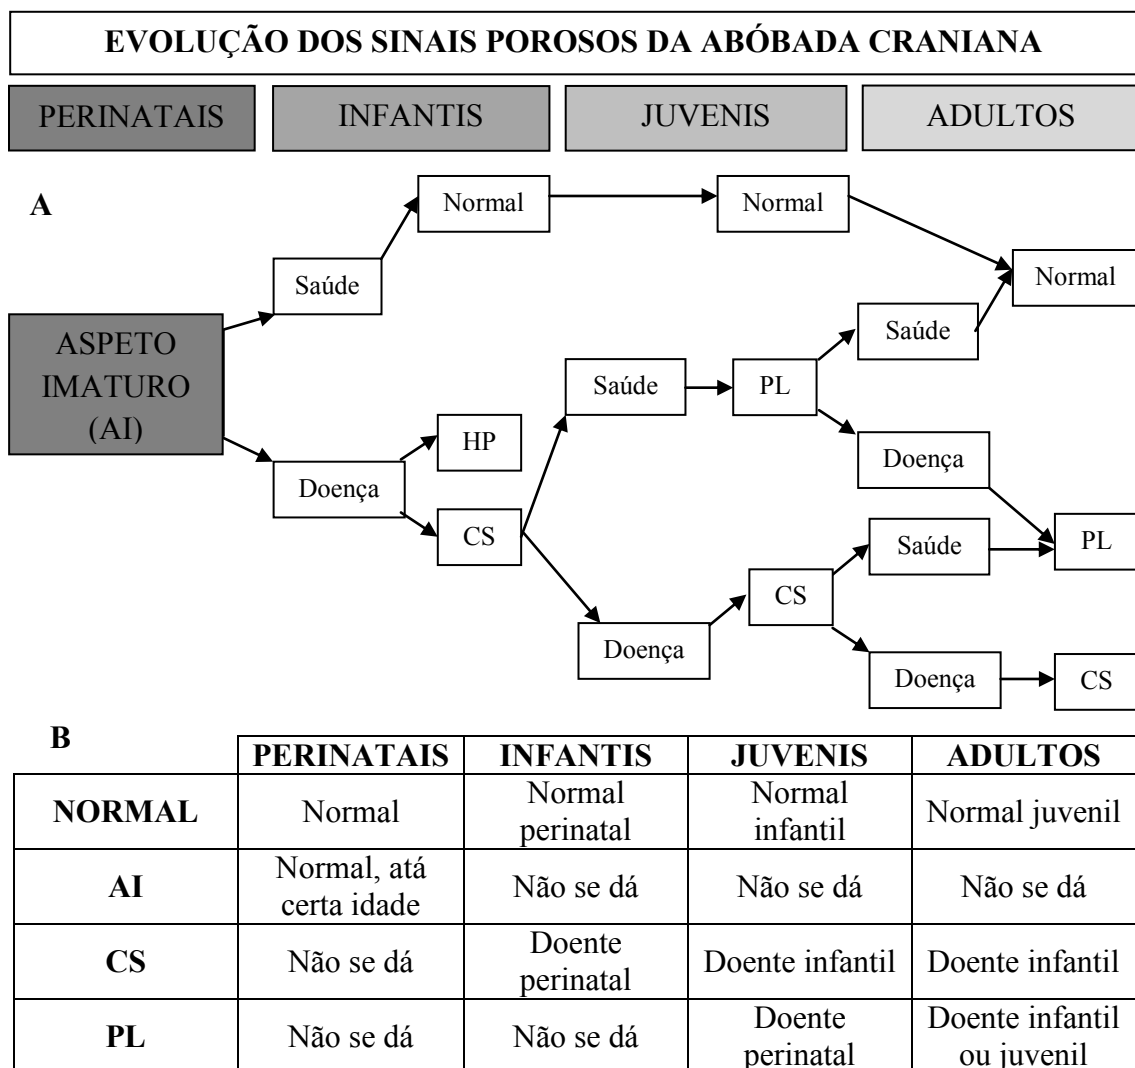 EVOLUÇÃO DOS SINAIS POROSOS DA ABÓBADA CRANIANA
PERINATAIS INFANTIS JUVENIS ADULTOS
A
Normal Normal
Saúde Normal
ASPETO
IMATURO
(AI)
Saúde PL Saúde
HP
Doença Doença
CS Saúde PL
CS
Doença
Doença CS
B
PERINATAIS INFANTIS JUVENIS ADULTOS
NORMAL Normal Normal
perinatal Normal
infantil Normal juvenil
AI Normal, atá
certa idade Não se dá Não se dá Não se dá
CS Não se dá Doente
perinatal Doente infantil Doente infantil
PL Não se dá Não se dá Doente
perinatal Doente infantil
ou juvenil